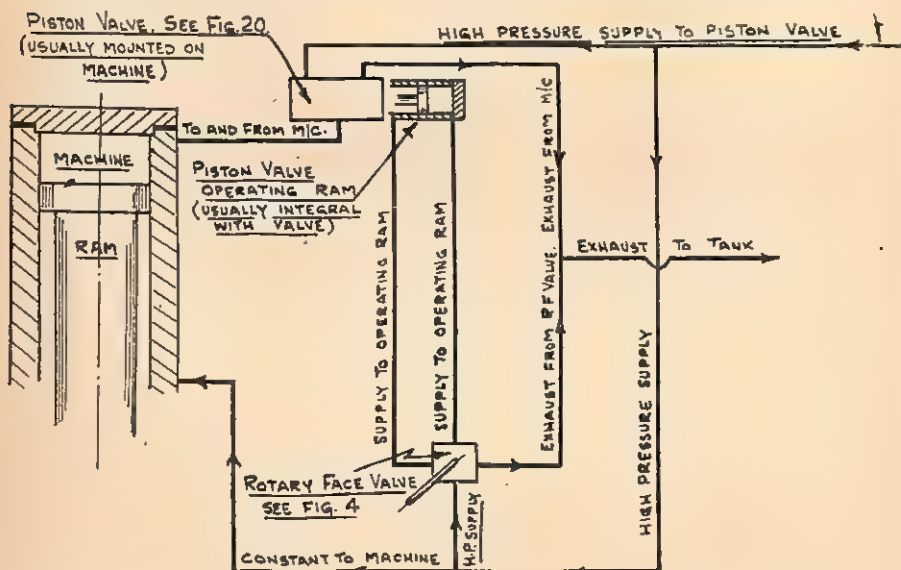 PISTON VALVE, SEE FIG. 20
(USUALLY MOUNTED ON
MACHINE)
HIGH PRESSURE SUPPLY TO PISTON VALVE
TO AND FROM M/C.
MACHINE
PISTON VALVE
OPERATING RAM
(USUALLY INTEGRAL
WITH VALVE)
RAM
SUPPLY TO OPERATING RAM
SUPPLY TO OPERATING RAM
EXHAUST FROM R.F. VALVE. EXHAUST FROM M/C
EXHAUST TO TANK
HIGH PRESSURE SUPPLY
ROTARY FACE VALVE
SEE FIG. 4
H.P. SUPPLY
CONSTANT TO MACHINE